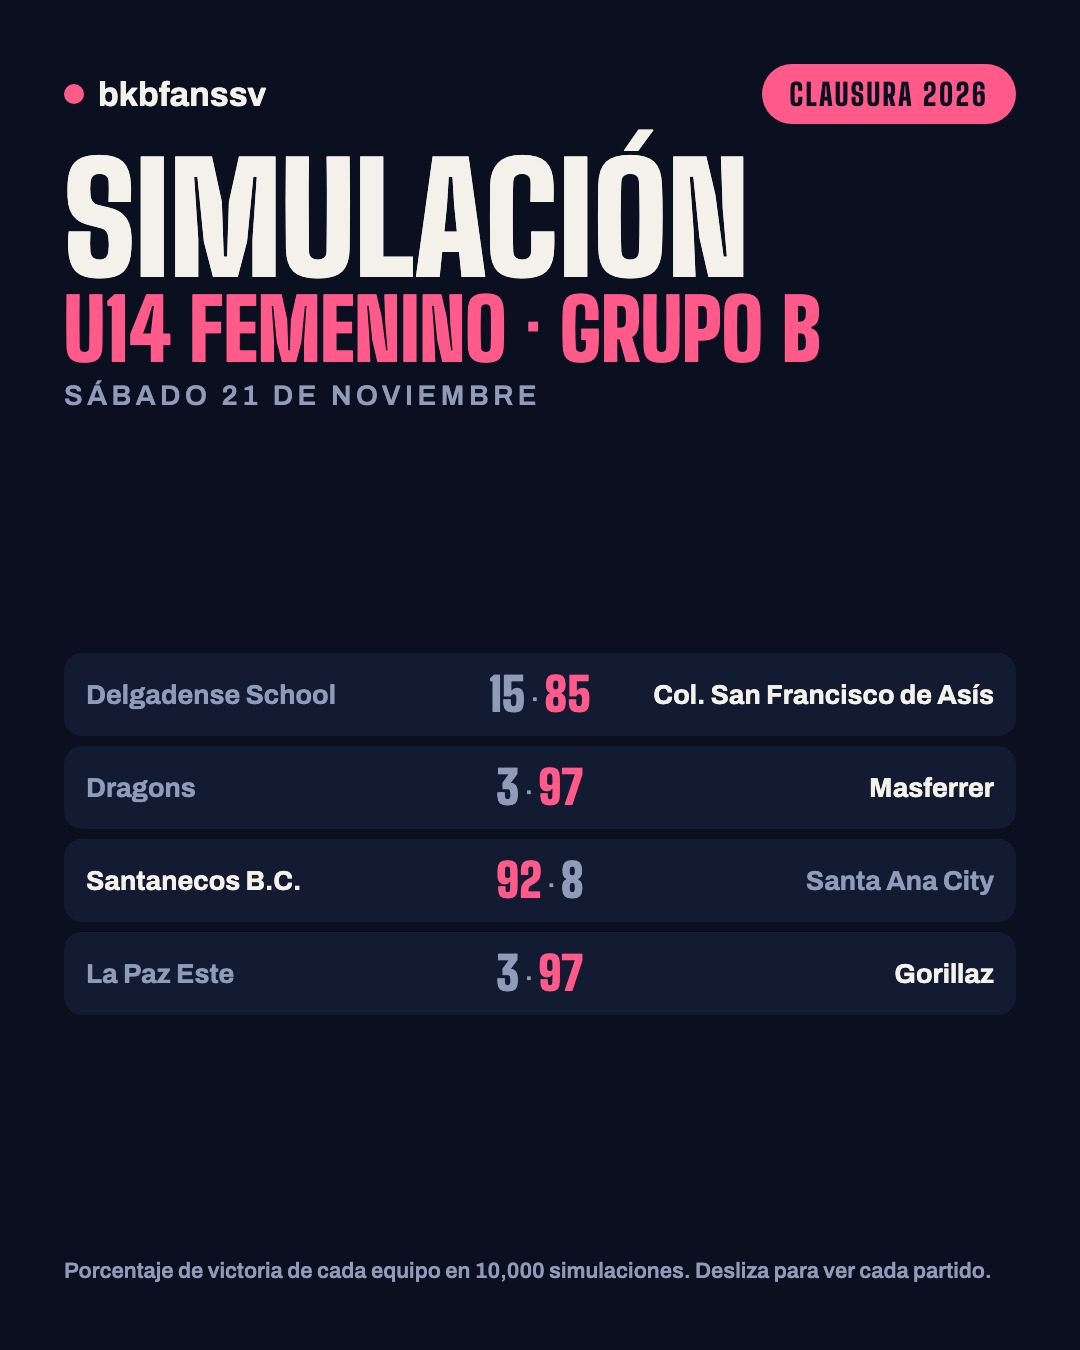 bkbfanssv
CLAUSURA 2026
SIMULACIÓN
U14 FEMENINO · GRUPO B
SÁBADO 21 DE NOVIEMBRE
Delgadense School 15 · 85 Col. San Francisco de Asís
Dragons 3 · 97 Masferrer
Santanecos B.C. 92 · 8 Santa Ana City
La Paz Este 3 · 97 Gorillaz
Porcentaje de victoria de cada equipo en 10,000 simulaciones. Desliza para ver cada partido.